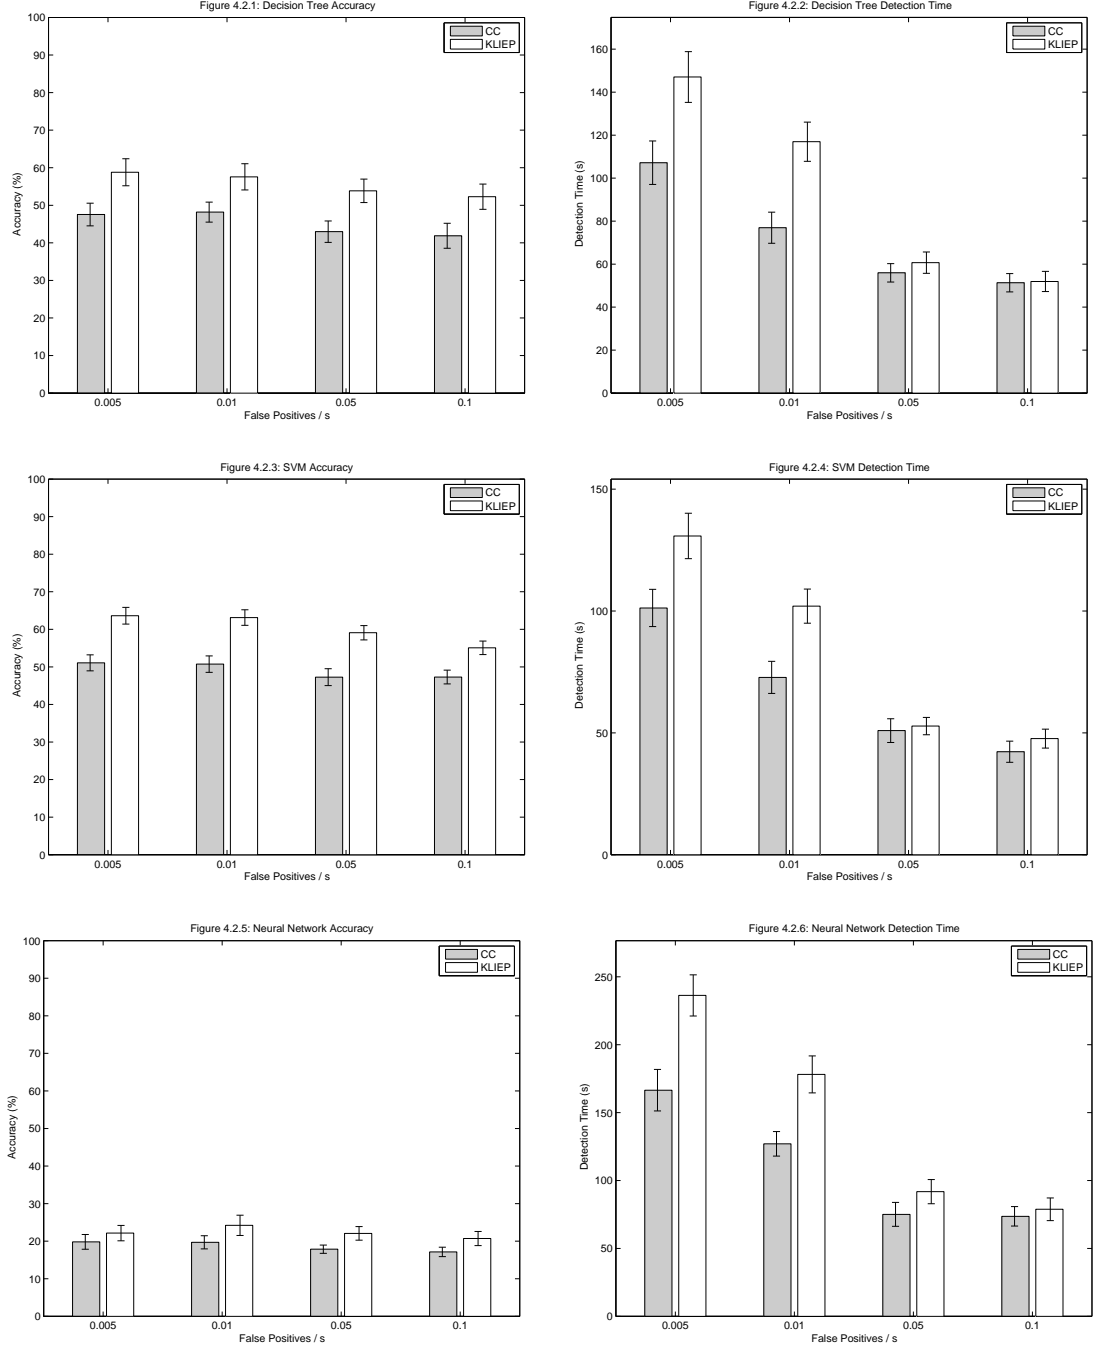 Figure 4.2.1: Decision Tree Accuracy
100
90
80
70
60
50
40
30
20
10
0
Accuracy (%)
CC
KLIEP
0.005
0.01
0.05
0.1
False Positives / s
Figure 4.2.2: Decision Tree Detection Time
160
140
120
100
80
60
40
20
0
Detection Time (s)
CC
KLIEP
0.005
0.01
0.05
0.1
False Positives / s
Figure 4.2.3: SVM Accuracy
100
90
80
70
60
50
40
30
20
10
0
Accuracy (%)
CC
KLIEP
0.005
0.01
0.05
0.1
False Positives / s
Figure 4.2.4: SVM Detection Time
150
100
50
0
Detection Time (s)
CC
KLIEP
0.005
0.01
0.05
0.1
False Positives / s
Figure 4.2.5: Neural Network Accuracy
100
90
80
70
60
50
40
30
20
10
0
Accuracy (%)
CC
KLIEP
0.005
0.01
0.05
0.1
False Positives / s
Figure 4.2.6: Neural Network Detection Time
250
200
150
100
50
0
Detection Time (s)
CC
KLIEP
0.005
0.01
0.05
0.1
False Positives / s